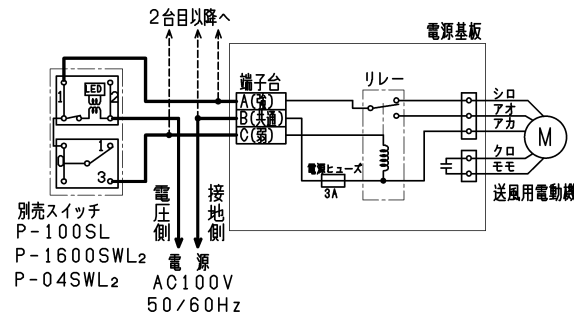 2台目以降へ
電源基板
端子台
リレー
LED
1
2
A(強)
B(共通)
C(弱)
シロ
アオ
アカ
M
0
1
3
電源ヒューズ
3A
クロ
モモ
送風用電動機
電圧側
接地側
別売スイッチ
P-100SL
P-1600SWL2
P-04SWL2
電源
AC100V
50/60Hz